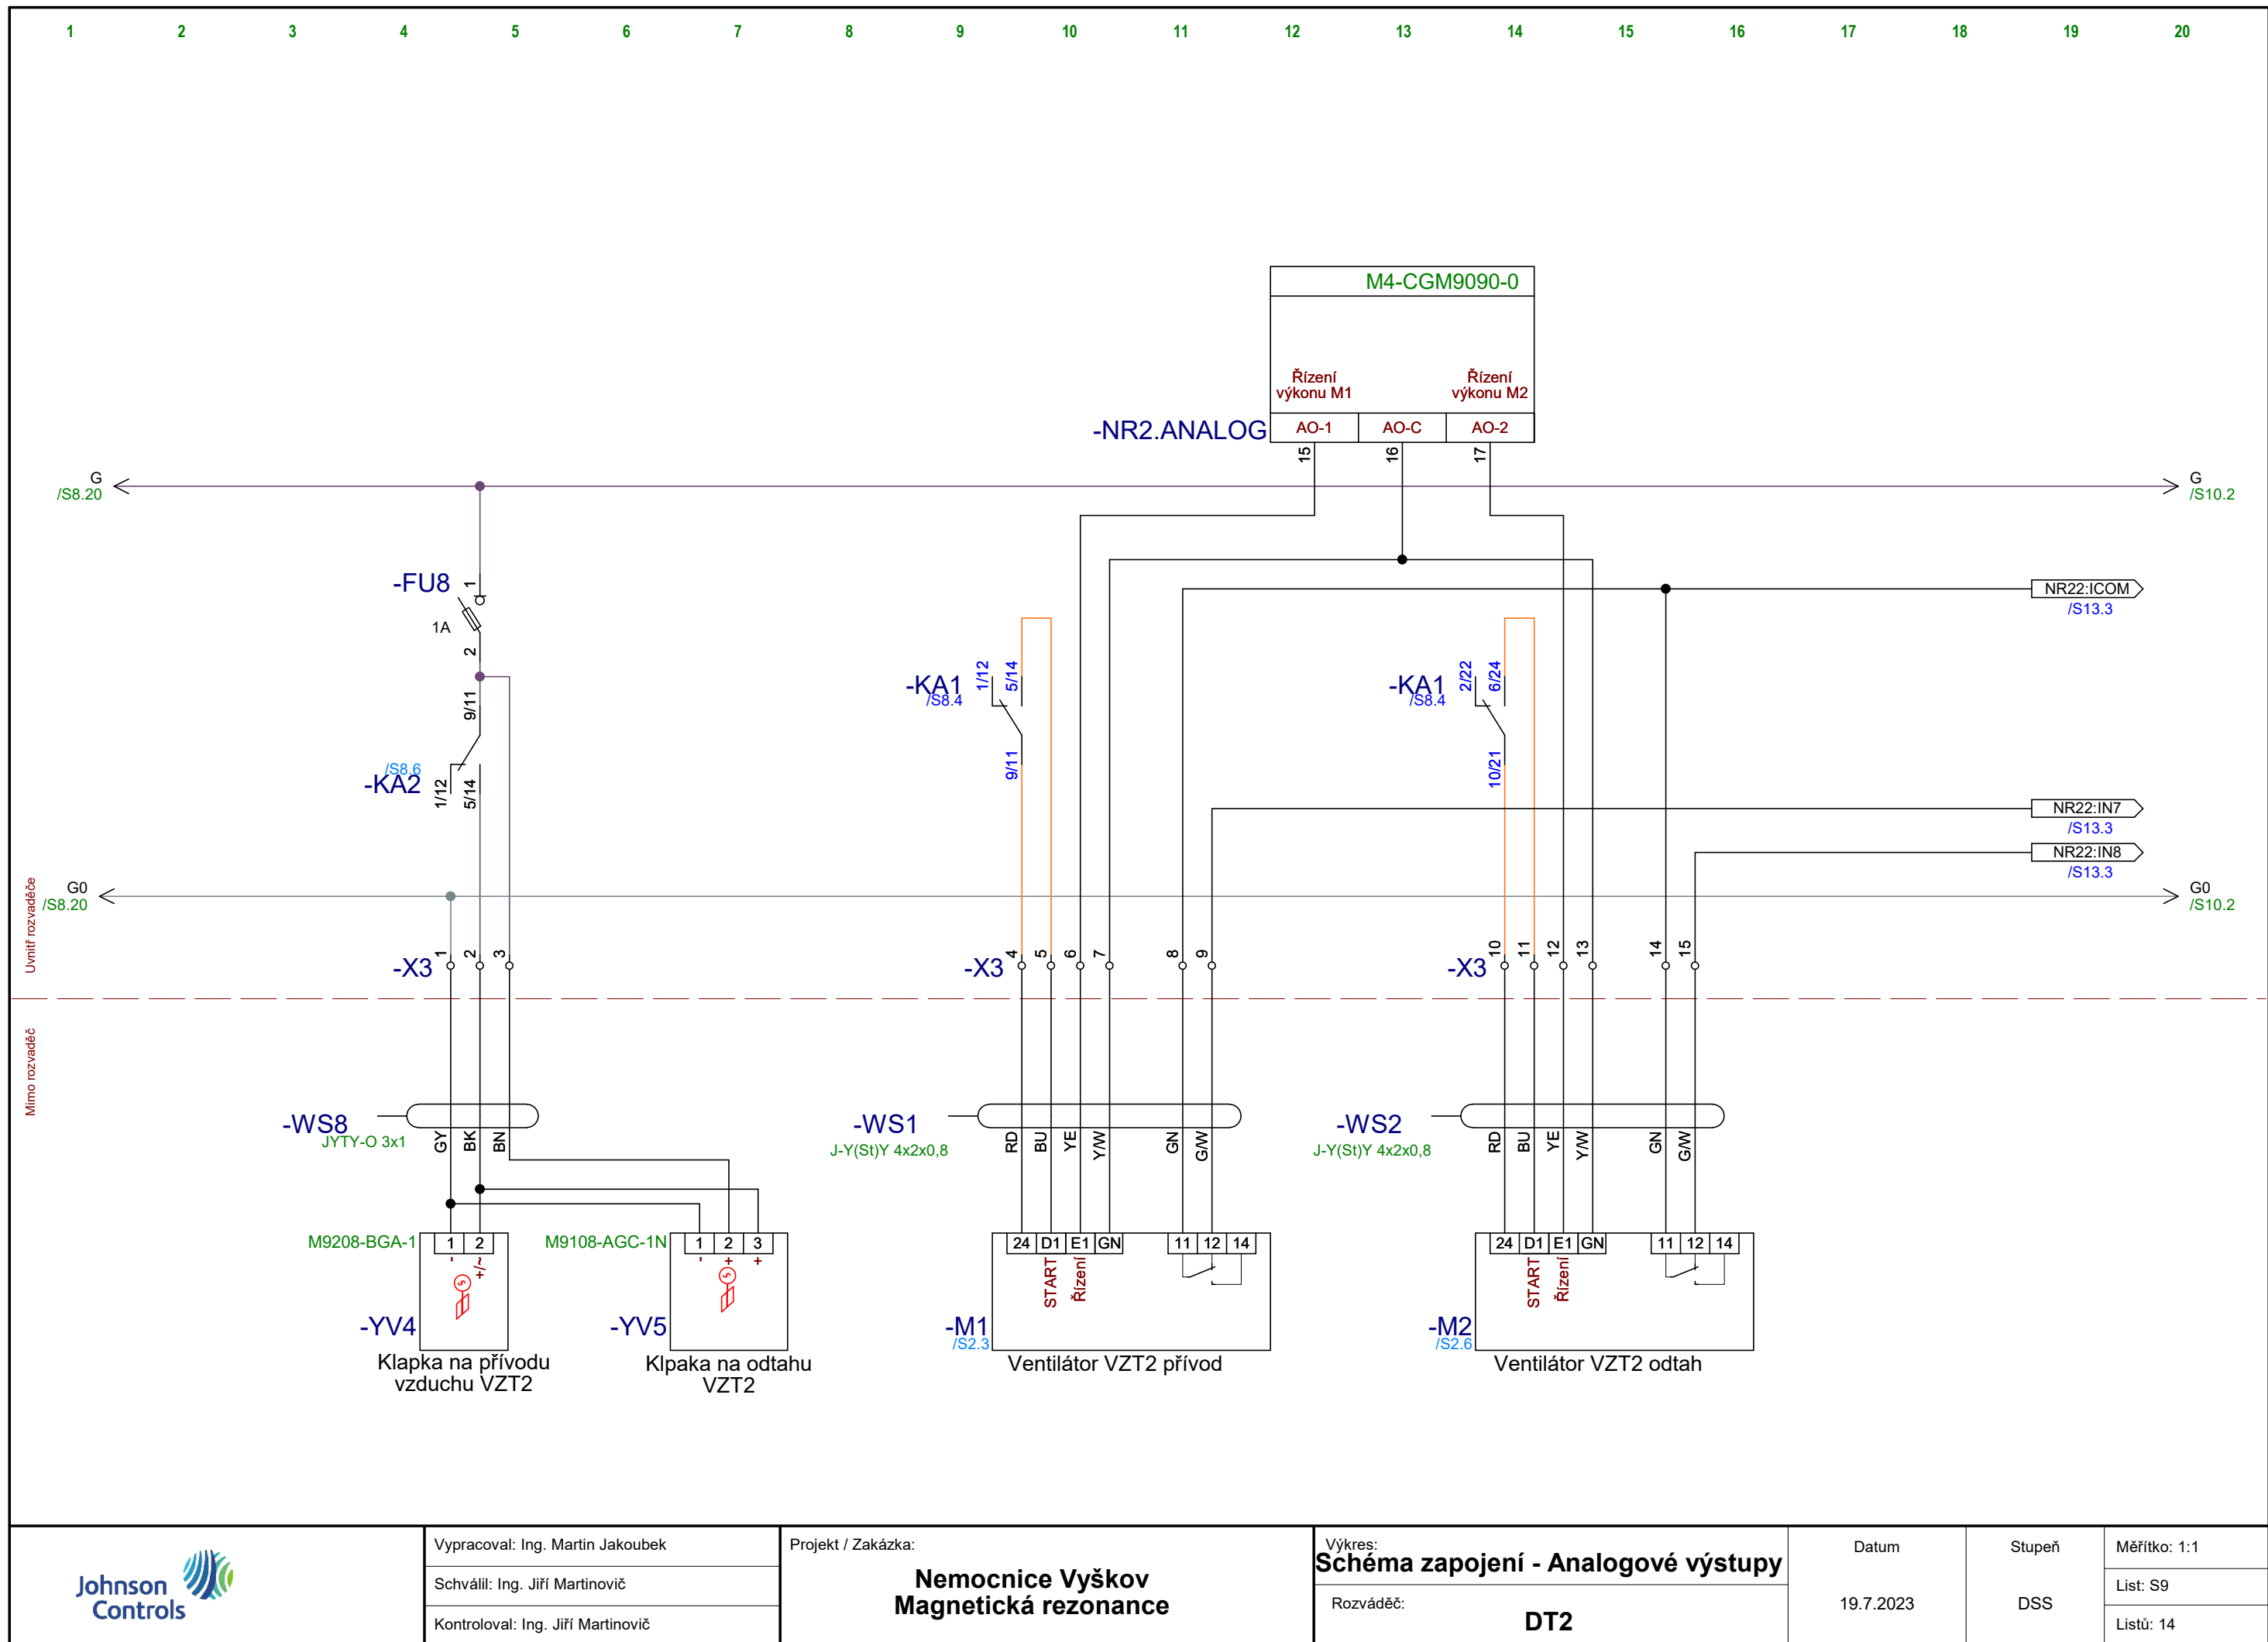 1 2 3 4 5 6 7 8 9 10 11 12 13 14 15 16 17 18 19 20
M4-CGM9090-0
Řízení
výkonu M1
Řízení
výkonu M2
-NR2.ANALOG
AO-1 AO-C AO-2
15 16 17
G
/S8.20
G
/S10.2
-FU8
1
1A
2
NR22:ICOM
/S13.3
9/11
/S8.6
-KA2
1/12
5/14
-KA1
/S8.4
1/12
5/14
9/11
-KA1
/S8.4
2/22
6/24
10/21
NR22:IN7
/S13.3
NR22:IN8
/S13.3
G0
/S8.20
G0
/S10.2
Uvnitř rozvaděče
Mimo rozvaděč
-X3 1 2 3
-X3 4 5 6 7 8 9
-X3 10 11 12 13 14 15
-WS8
JYTY-O 3x1
GY BK BN
-WS1
J-Y(St)Y 4x2x0,8
RD BU YE Y/W GN G/W
-WS2
J-Y(St)Y 4x2x0,8
RD BU YE Y/W GN G/W
M9208-BGA-1
1 2
- +/~
S
-YV4
Klapka na přívodu
vzduchu VZT2
M9108-AGC-1N
1 2 3
- + +
S
-YV5
Klpaka na odtahu
VZT2
24 D1 E1 GN 11 12 14
START
Řízení
-M1
/S2.3
Ventilátor VZT2 přívod
24 D1 E1 GN 11 12 14
START
Řízení
-M2
/S2.6
Ventilátor VZT2 odtah
Johnson
Controls
Vypracoval: Ing. Martin Jakoubek
Schválil: Ing. Jiří Martinovič
Kontroloval: Ing. Jiří Martinovič
Projekt / Zakázka:
Nemocnice Vyškov
Magnetická rezonance
Výkres:
Schéma zapojení - Analogové výstupy
Rozváděč:
DT2
Datum
19.7.2023
Stupeň
DSS
Měřítko: 1:1
List: S9
Listů: 14